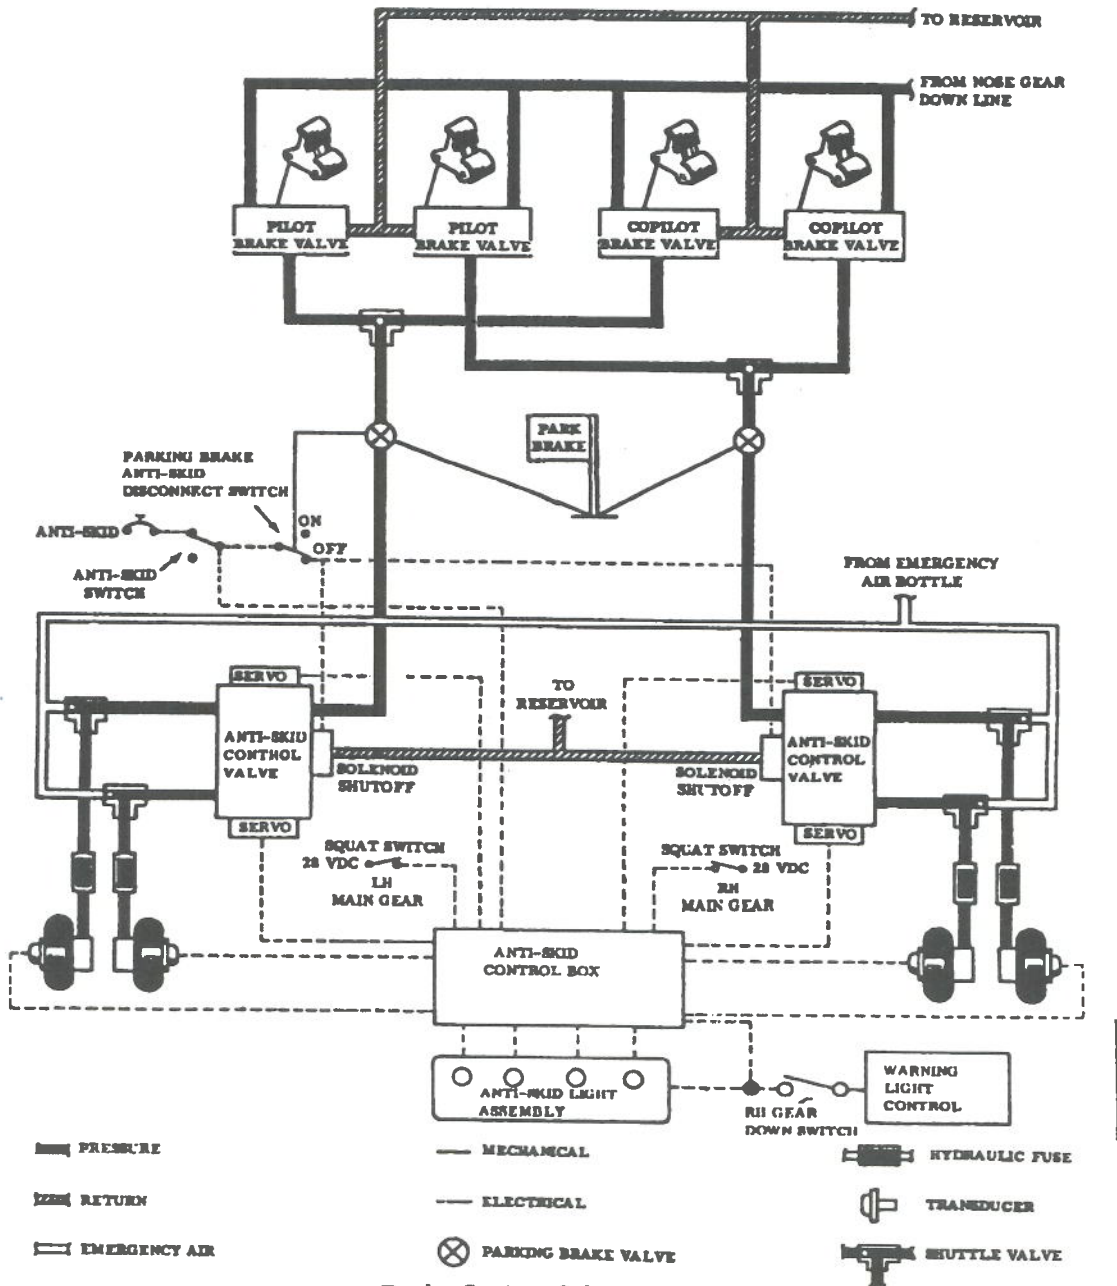 TO RESERVOIR
FROM NOSE GEAR
DOWN LINE
PILOT
BRAKE VALVE
PILOT
BRAKE VALVE
COPILOT
BRAKE VALVE
COPILOT
BRAKE VALVE
PARK
BRAKE
PARKING BRAKE
ANTI-SKID
DISCONNECT SWITCH
ON
OFF
ANTI-SKID
ANTI-SKID
SWITCH
FROM EMERGENCY
AIR BOTTLE
SERVO
TO
RESERVOIR
SERVO
ANTI-SKID
CONTROL
VALVE
SOLENOID
SHUTOFF
SOLENOID
SHUTOFF
ANTI-SKID
CONTROL
VALVE
SERVO
SERVO
SQUAT SWITCH
28 VDC
LH
MAIN GEAR
SQUAT SWITCH
28 VDC
RH
MAIN GEAR
ANTI-SKID
CONTROL BOX
ANTI-SKID LIGHT
ASSEMBLY
RH GEAR
DOWN SWITCH
WARNING
LIGHT
CONTROL
PRESSURE
MECHANICAL
HYDRAULIC FUSE
RETURN
ELECTRICAL
TRANSDUCER
EMERGENCY AIR
PARKING BRAKE VALVE
SHUTTLE VALVE